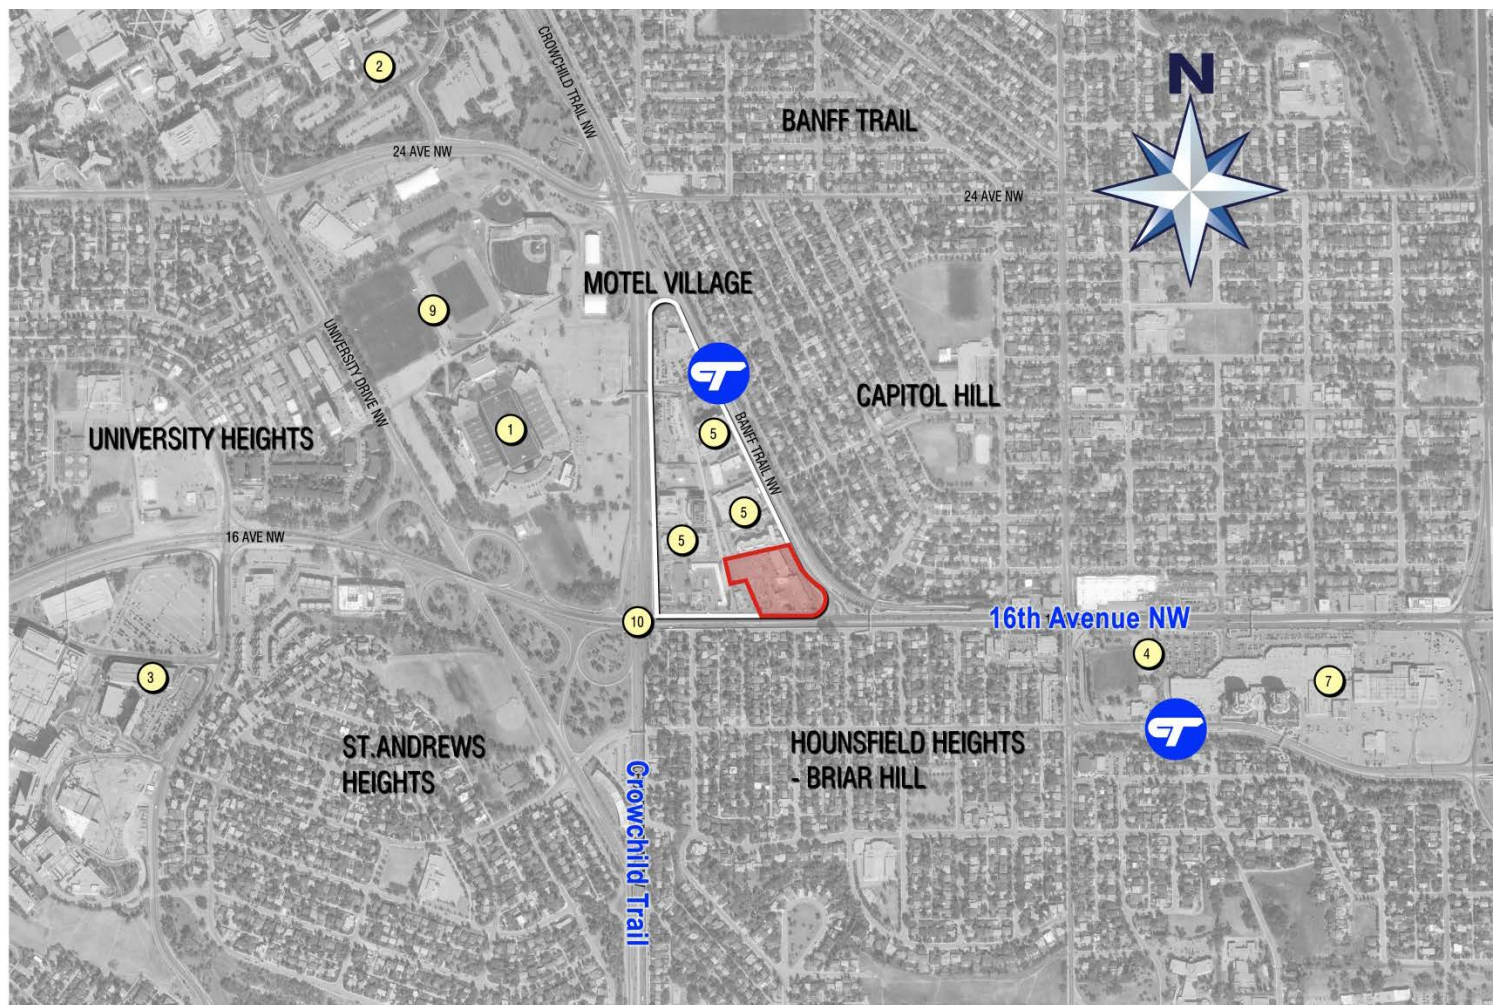 2
CROWCHILD TRAIL NW
N
BANFF TRAIL
24 AVE NW
24 AVE NW
MOTEL VILLAGE
9
UNIVERSITY DRIVE NW
CAPITOL HILL
1
5
BANFF TRAIL NW
UNIVERSITY HEIGHTS
5
16 AVE NW
5
10
16th Avenue NW
4
3
7
ST.ANDREWS
HEIGHTS
HOUNSFIELD HEIGHTS
- BRIAR HILL
Crowchild Trail